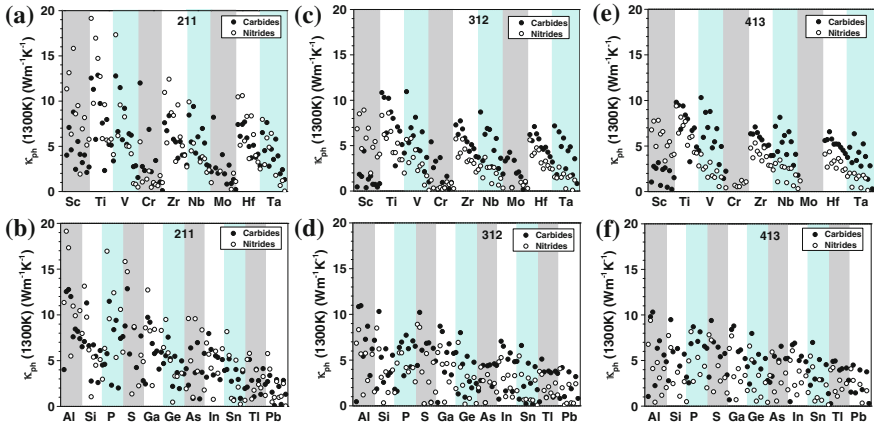 (a)
211
Carbides
Nitrides
κph (1300K) (Wm⁻¹K⁻¹)
20
15
10
5
0
Sc Ti V Cr Zr Nb Mo Hf Ta
(c)
312
Carbides
Nitrides
κph (1300K) (Wm⁻¹K⁻¹)
20
15
10
5
0
Sc Ti V Cr Zr Nb Mo Hf Ta
(e)
413
Carbides
Nitrides
κph (1300K) (Wm⁻¹K⁻¹)
20
15
10
5
0
Sc Ti V Cr Zr Nb Mo Hf Ta
(b)
211
Carbides
Nitrides
κph (1300K) (Wm⁻¹K⁻¹)
20
15
10
5
0
Al Si P S Ga Ge As In Sn Tl Pb
(d)
312
Carbides
Nitrides
κph (1300K) (Wm⁻¹K⁻¹)
20
15
10
5
0
Al Si P S Ga Ge As In Sn Tl Pb
(f)
413
Carbides
Nitrides
κph (1300K) (Wm⁻¹K⁻¹)
20
15
10
5
0
Al Si P S Ga Ge As In Sn Tl Pb